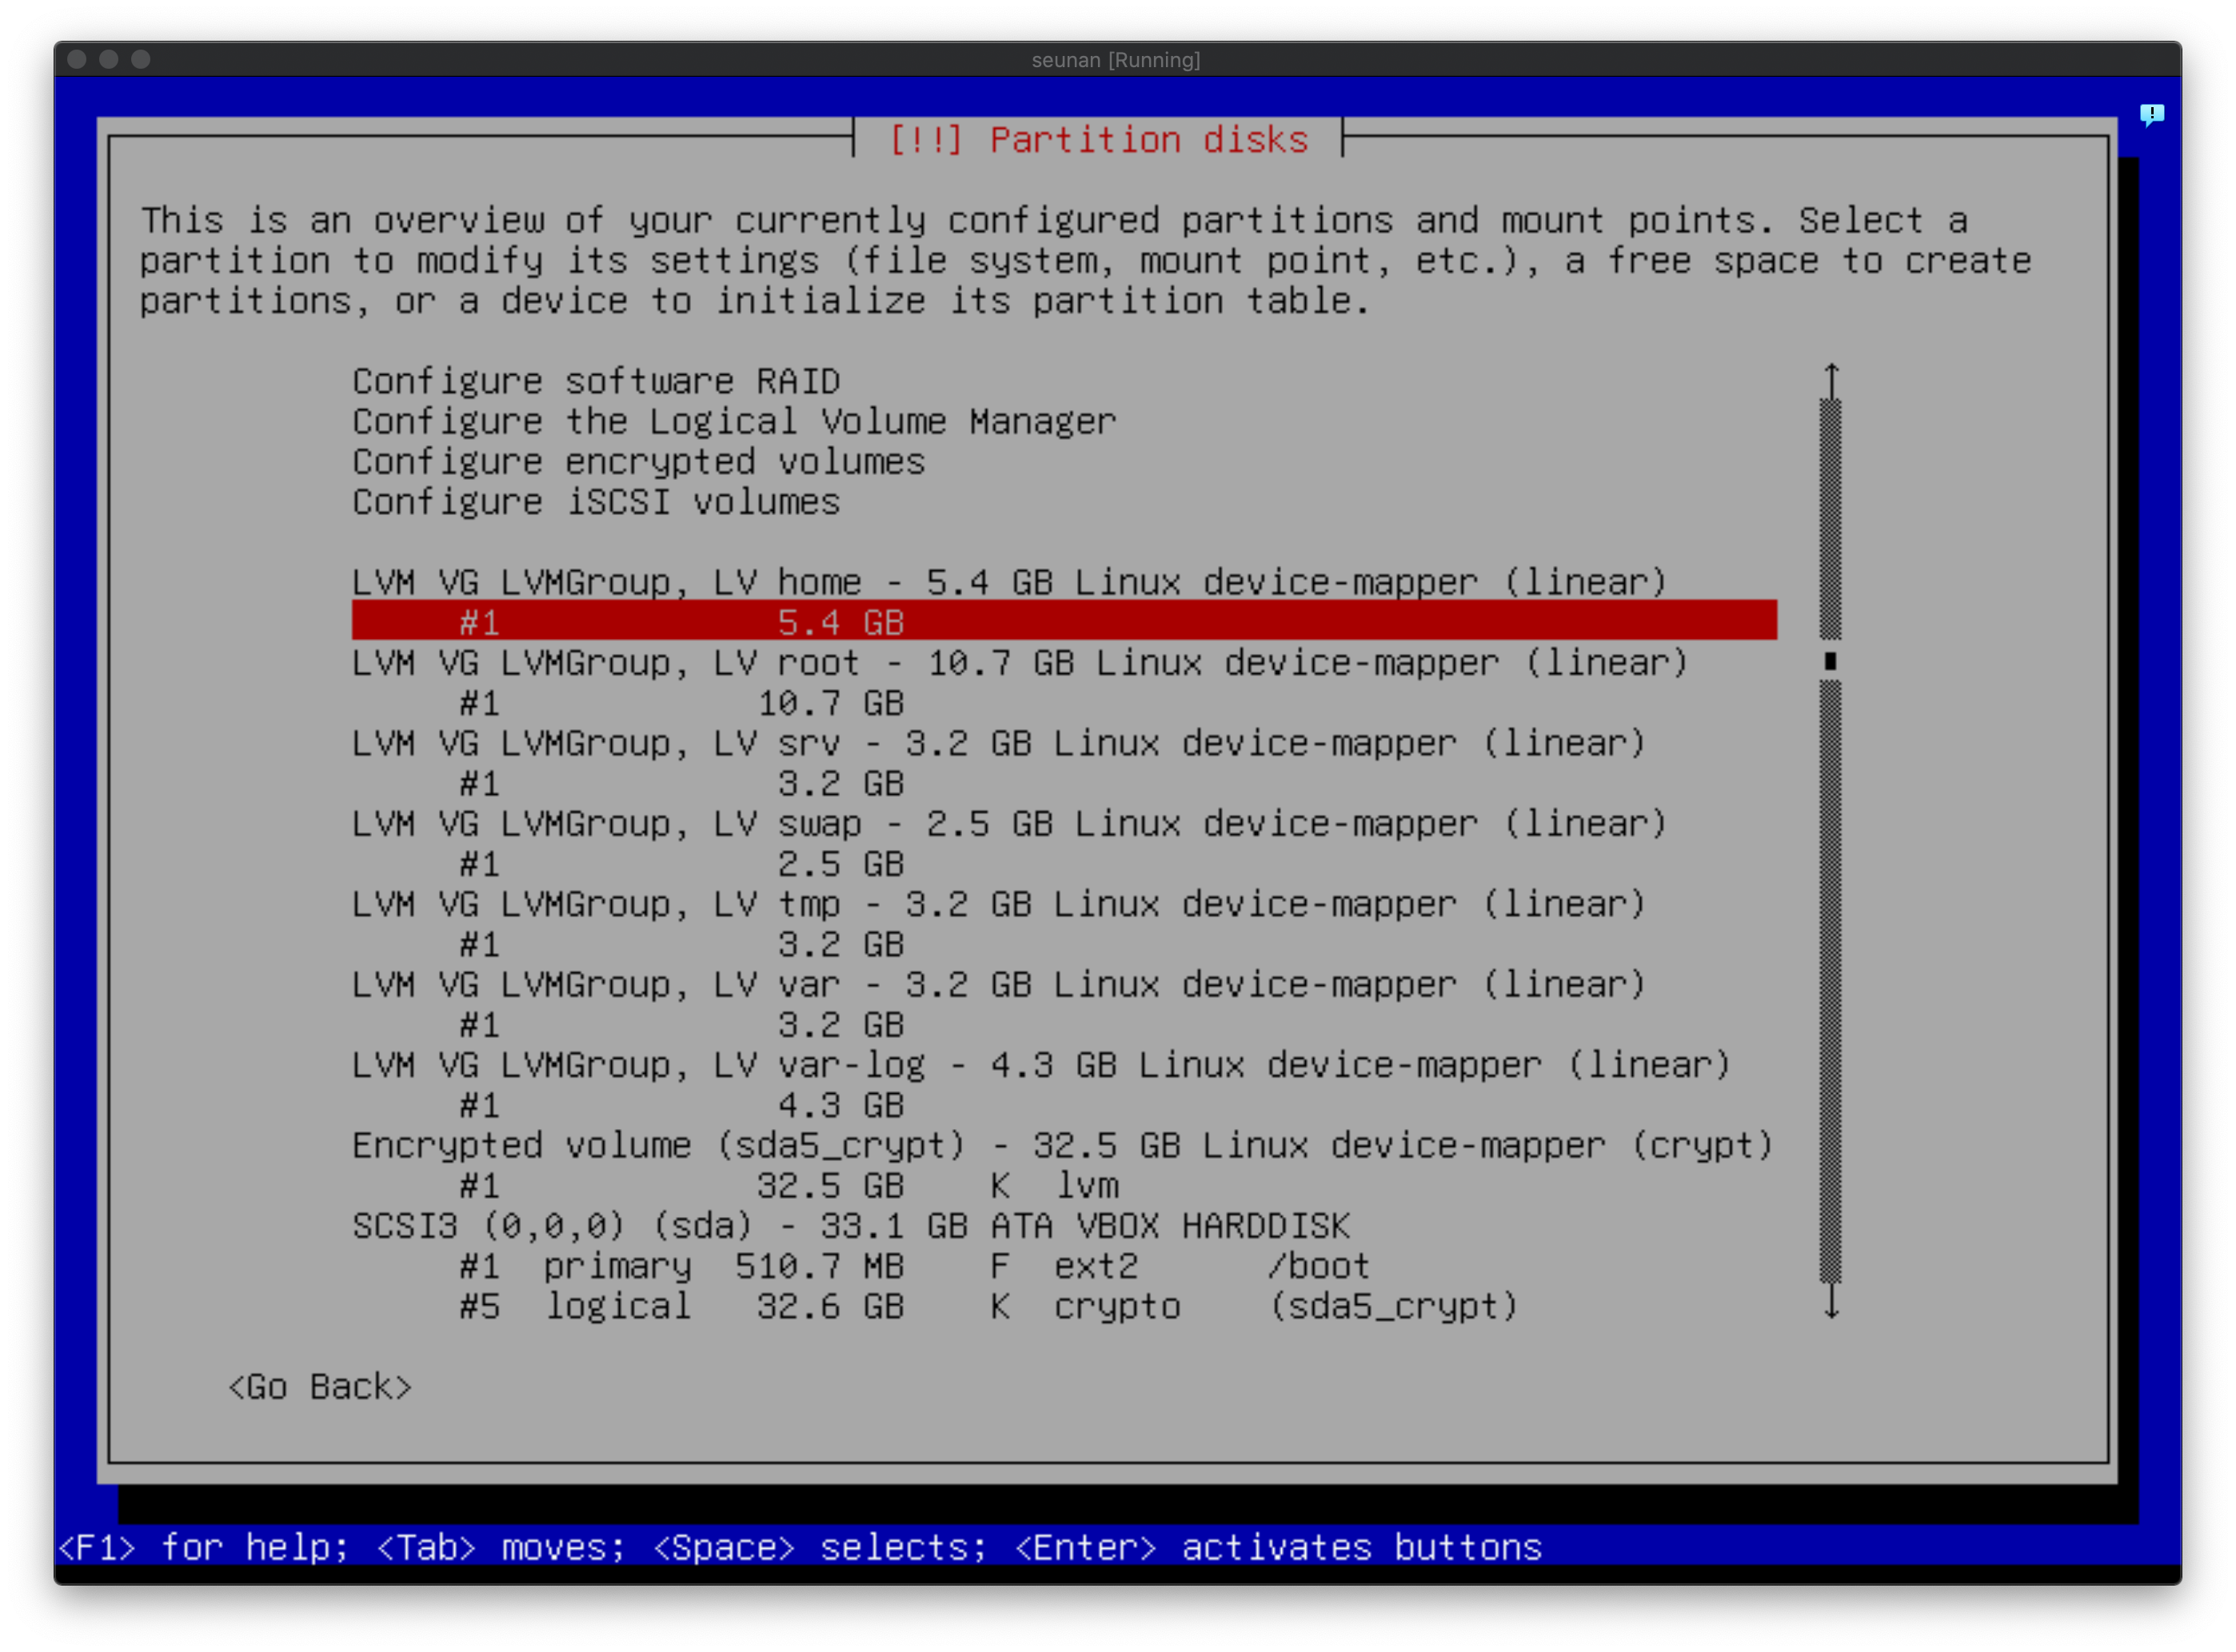 seunan [Running]
[!!] Partition disks
This is an overview of your currently configured partitions and mount points. Select a
partition to modify its settings (file system, mount point, etc.), a free space to create
partitions, or a device to initialize its partition table.
Configure software RAID
Configure the Logical Volume Manager
Configure encrypted volumes
Configure iSCSI volumes
LVM VG LVMGroup, LV home - 5.4 GB Linux device-mapper (linear)
#1 5.4 GB
LVM VG LVMGroup, LV root - 10.7 GB Linux device-mapper (linear)
#1 10.7 GB
LVM VG LVMGroup, LV srv - 3.2 GB Linux device-mapper (linear)
#1 3.2 GB
LVM VG LVMGroup, LV swap - 2.5 GB Linux device-mapper (linear)
#1 2.5 GB
LVM VG LVMGroup, LV tmp - 3.2 GB Linux device-mapper (linear)
#1 3.2 GB
LVM VG LVMGroup, LV var - 3.2 GB Linux device-mapper (linear)
#1 3.2 GB
LVM VG LVMGroup, LV var-log - 4.3 GB Linux device-mapper (linear)
#1 4.3 GB
Encrypted volume (sda5_crypt) - 32.5 GB Linux device-mapper (crypt)
#1 32.5 GB K lvm
SCSI3 (0,0,0) (sda) - 33.1 GB ATA VBOX HARDDISK
#1 primary 510.7 MB F ext2 /boot
#5 logical 32.6 GB K crypto (sda5_crypt)
<Go Back>
<F1> for help; <Tab> moves; <Space> selects; <Enter> activates buttons